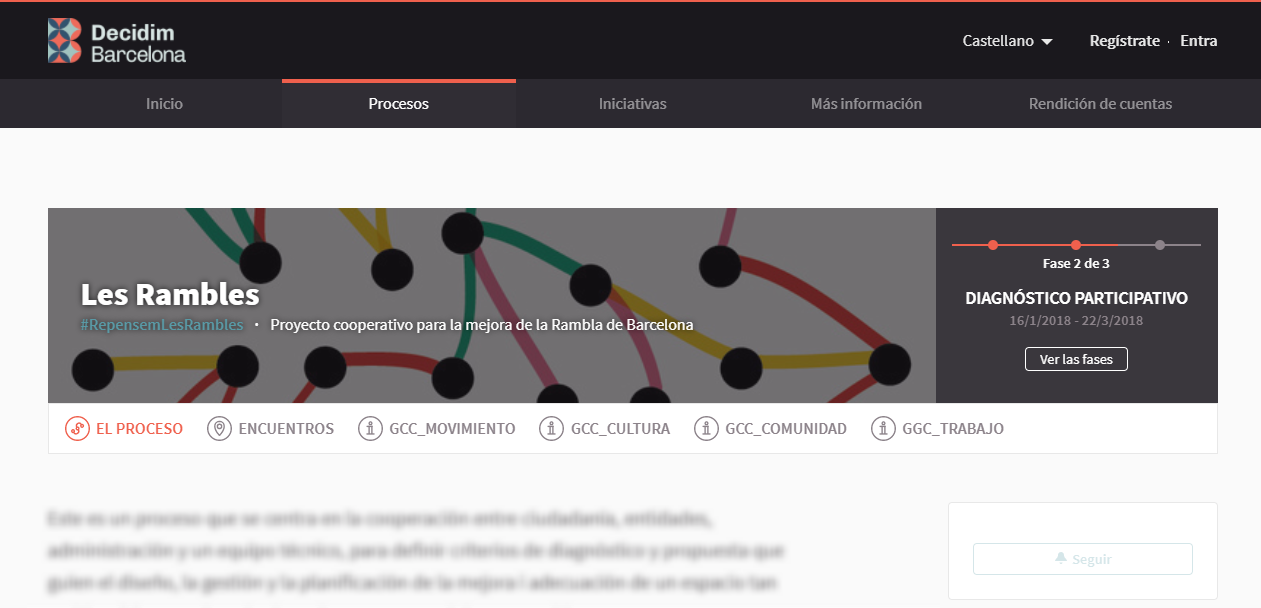 Decidim
Barcelona
Castellano
Regístrate · Entra
Inicio
Procesos
Iniciativas
Más información
Rendición de cuentas
Les Rambles
#RepensemLesRambles · Proyecto cooperativo para la mejora de la Rambla de Barcelona
Fase 2 de 3
DIAGNÓSTICO PARTICIPATIVO
16/1/2018 - 22/3/2018
Ver las fases
EL PROCESO
ENCUENTROS
GCC_MOVIMIENTO
GCC_CULTURA
GCC_COMUNIDAD
GGC_TRABAJO
Este es un proceso que se centra en la cooperación entre ciudadanía, entidades,
administración y un equipo técnico, para definir criterios de diagnóstico y propuesta que
guien el diseño, la gestión y la planificación de la mejora i adecuación de un espacio tan
Seguir